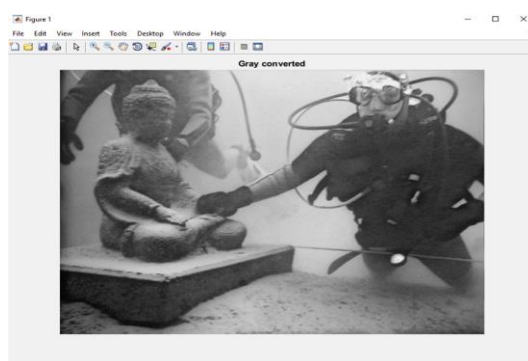 Figure 1
File Edit View Insert Tools Desktop Window Help
Gray converted